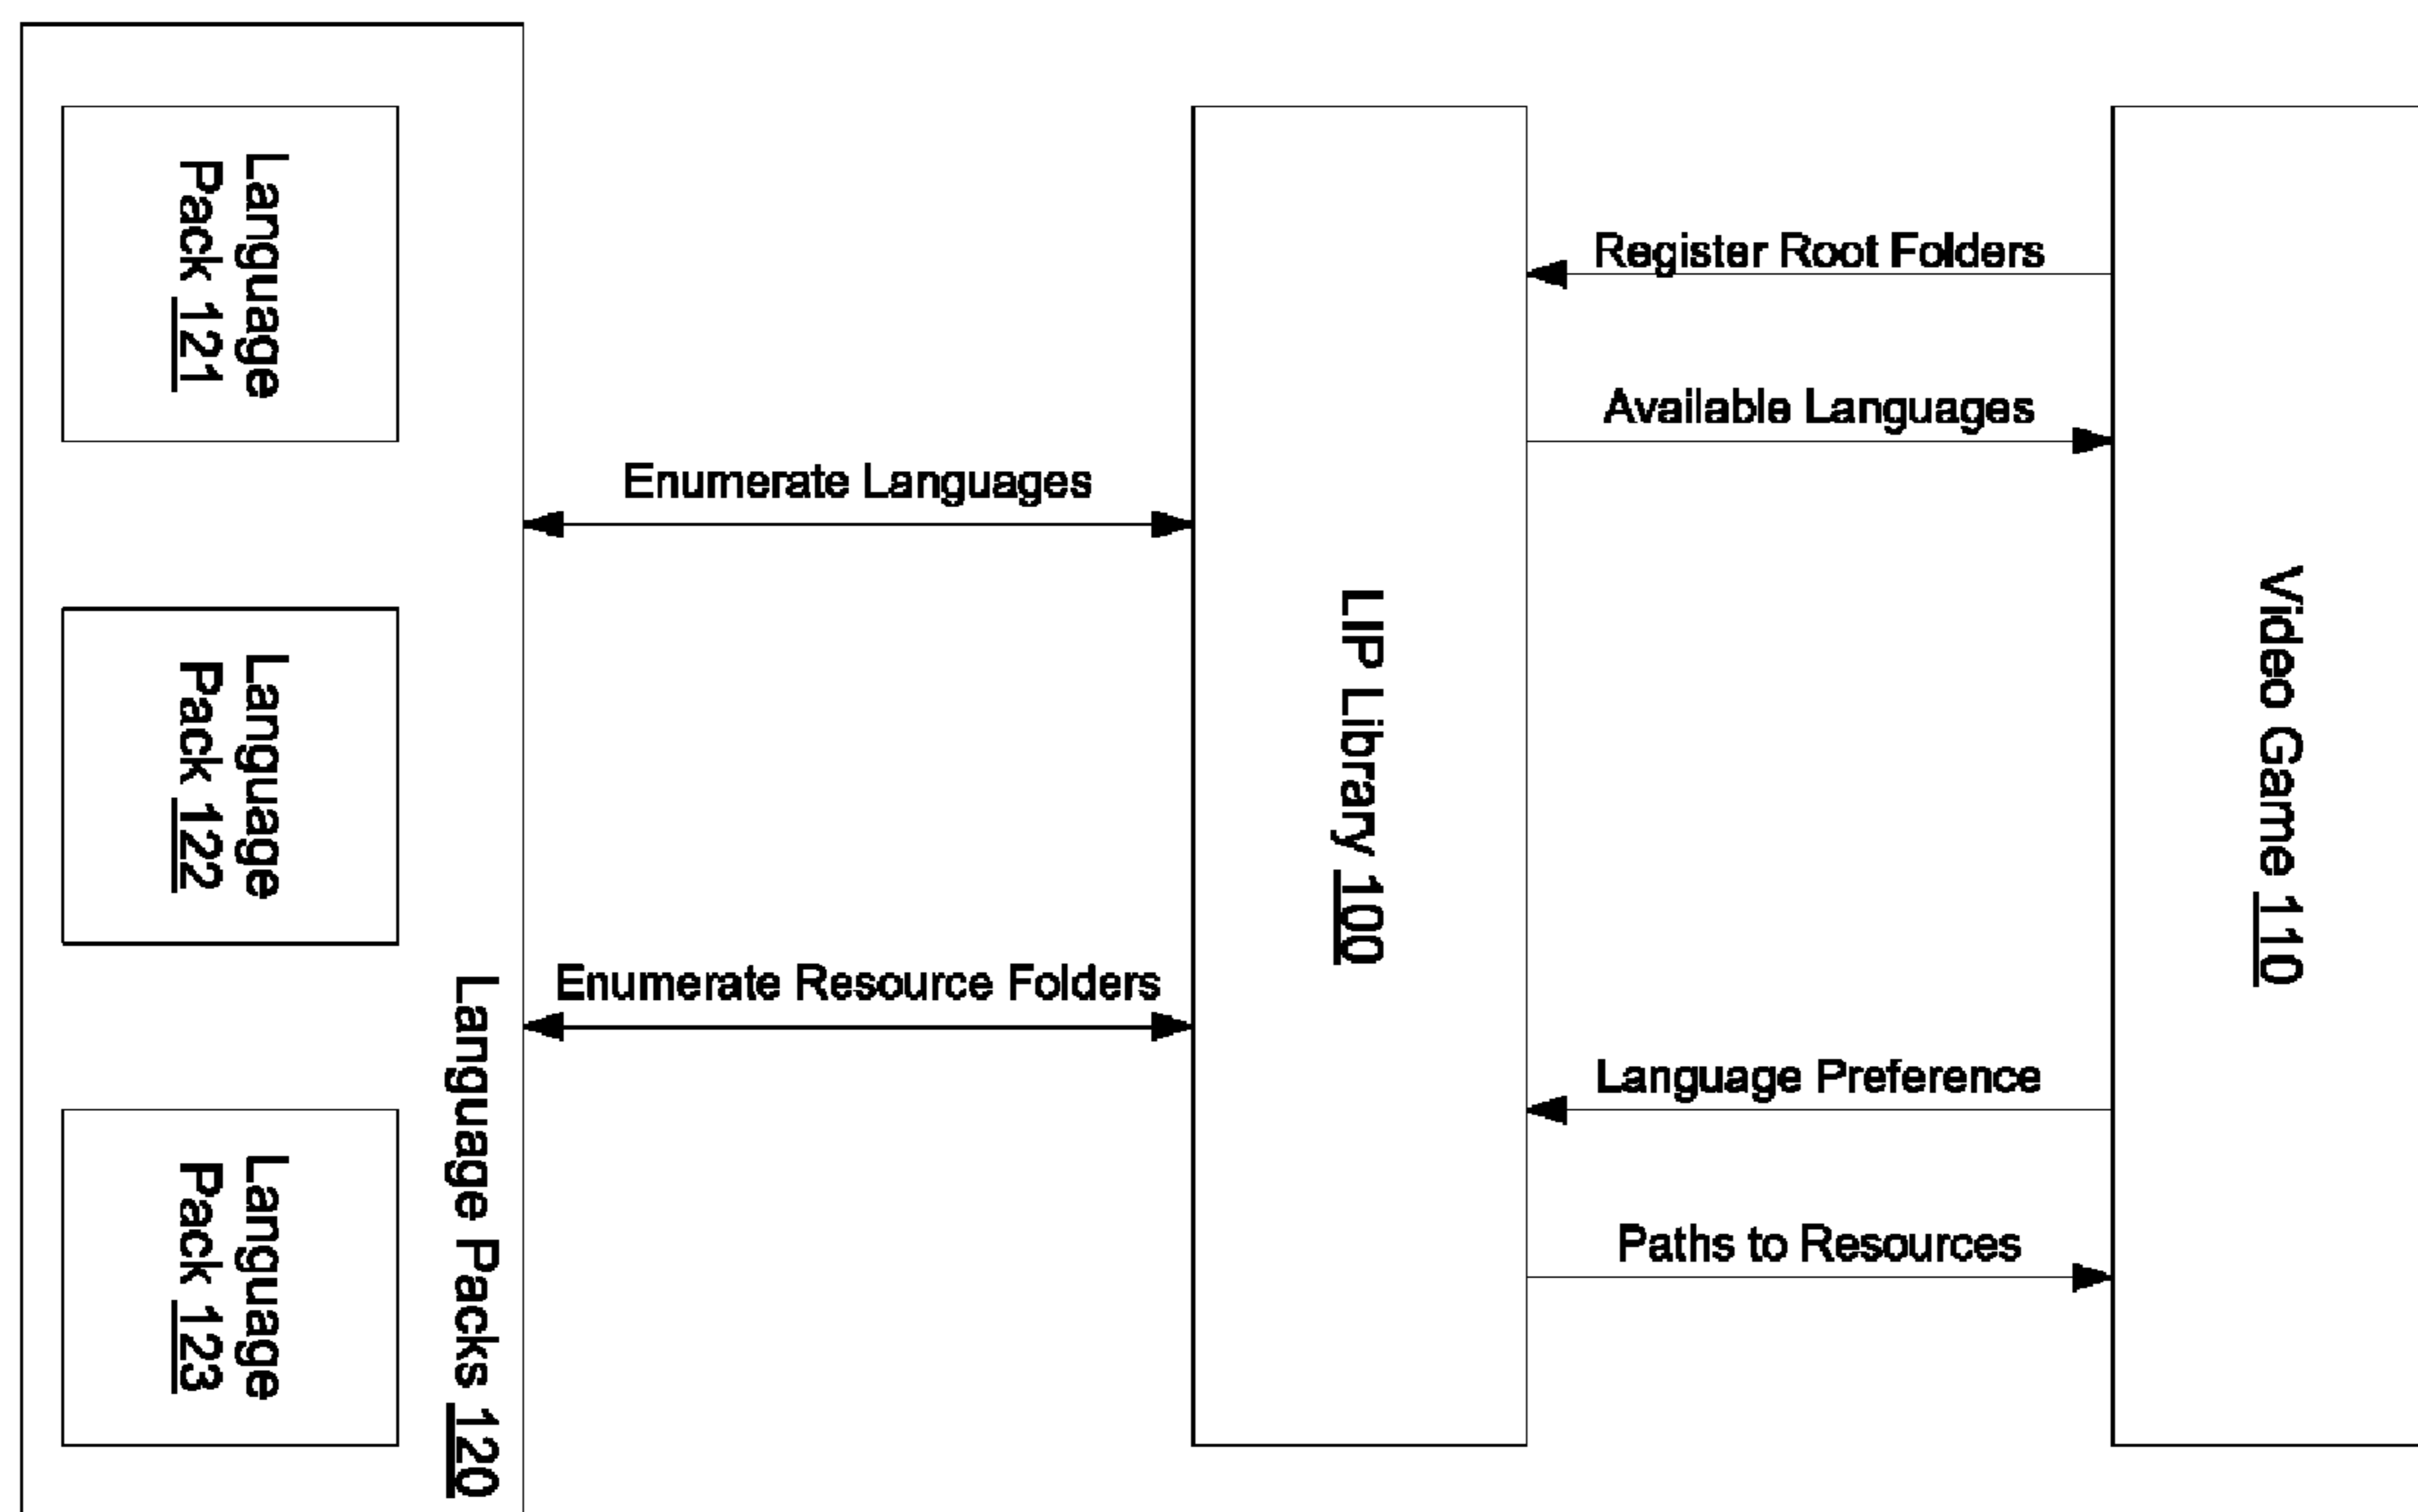 Language
Pack 121
Language
Pack 122
Language
Pack 123
Language Packs 120
Enumerate Languages
Enumerate Resource Folders
LIP Library 100
Register Root Folders
Available Languages
Language Preference
Paths to Resources
Video Game 110